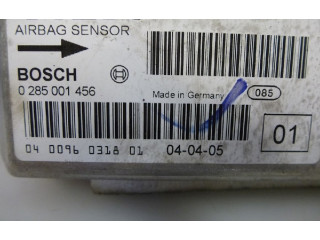 AIRBAG SENSOR
BOSCH
0 285 001 456
Made in Germany
085
01
04 0096 0318 01
04-04-05